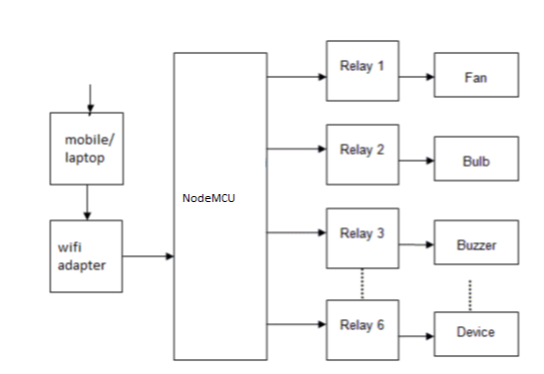 mobile/
laptop
wifi
adapter
NodeMCU
Relay 1
Fan
Relay 2
Bulb
Relay 3
Buzzer
Relay 6
Device